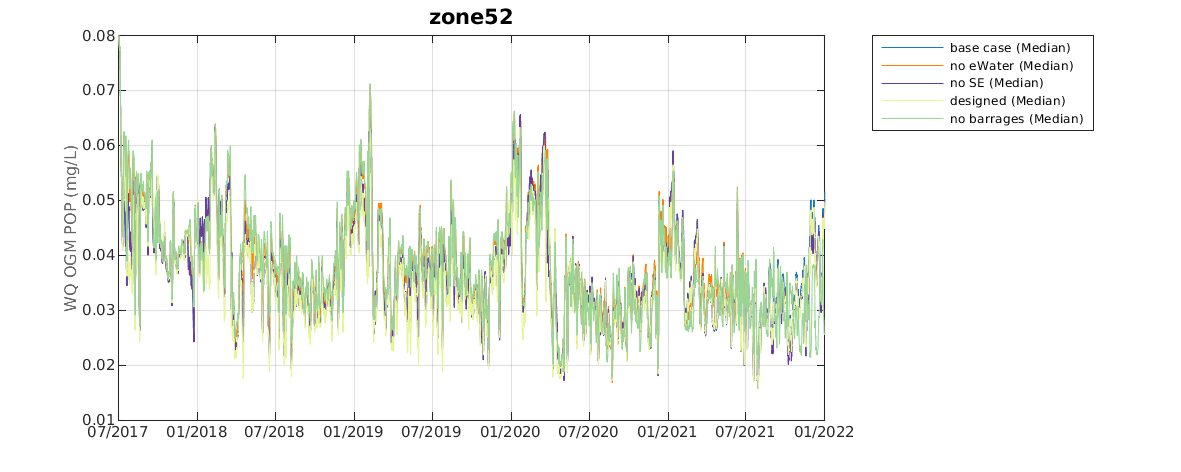 zone52
0.08
0.07
0.06
0.05
0.04
0.03
0.02
0.01
WQ OGM POP (mg/L)
07/2017 01/2018 07/2018 01/2019 07/2019 01/2020 07/2020 01/2021 07/2021 01/2022
base case (Median)
no eWater (Median)
no SE (Median)
designed (Median)
no barrages (Median)